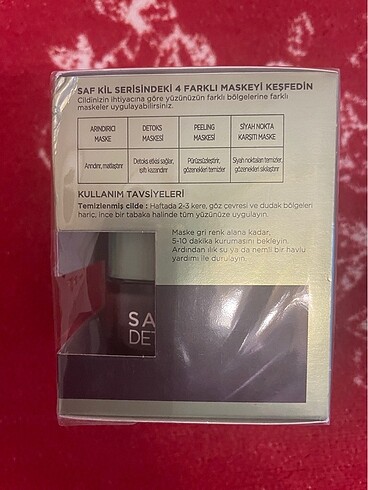 SAF KİL SERİSİNDEKİ 4 FARKLI MASKEYİ KEŞFEDİN
Cildinizin ihtiyacına göre yüzünüzün farklı bölgelerine farklı
maskeler uygulayabilirsiniz.
ARINDIRICI MASKE
DETOKS MASKESİ
PEELING MASKESİ
SİYAH NOKTA KARŞITI MASKE
Arındırır, matlaştırır
Detoks etkisi sağlar, ışıltı kazandırır
Pürüzsüzleştirir, gözenekleri temizler
Siyah noktaları temizler, gözenekleri sıkılaştırır
KULLANIM TAVSİYELERİ
Temizlenmiş cilde : Haftada 2-3 kere, göz çevresi ve dudak bölgeleri
hariç, ince bir tabaka halinde tüm yüzünüze uygulayın.
Maske gri renk alana kadar,
5-10 dakika kurumasını bekleyin.
Ardından ılık su ya da nemli bir havlu
yardımı ile durulayın.
SA
DET